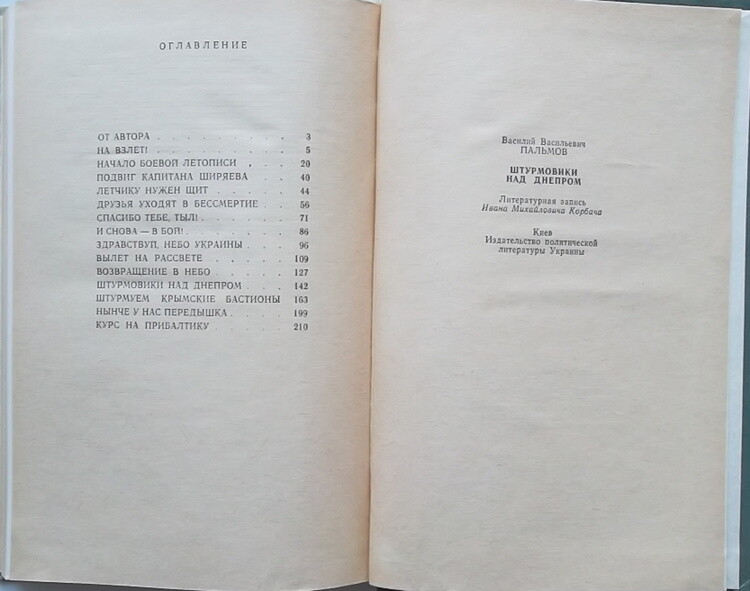 ОГЛАВЛЕНИЕ
ОТ АВТОРА . . . . . . . . . 3
НА ВЗЛЕТ! . . . . . . . . . 5
НАЧАЛО БОЕВОЙ ЛЕТОПИСИ . . . 20
ПОДВИГ КАПИТАНА ШИРЯЕВА . . . 40
ЛЕТЧИКУ НУЖЕН ЩИТ . . . . . 44
ДРУЗЬЯ УХОДЯТ В БЕССМЕРТИЕ . . 56
СПАСИБО ТЕБЕ, ТЫЛ! . . . . . 71
И СНОВА — В БОЙ! . . . . . . 86
ЗДРАВСТВУЙ, НЕБО УКРАИНЫ . . . 96
ВЫЛЕТ НА РАССВЕТЕ . . . . . 109
ВОЗВРАЩЕНИЕ В НЕБО . . . . . 127
ШТУРМОВИКИ НАД ДНЕПРОМ . . . 142
ШТУРМУЕМ КРЫМСКИЕ БАСТИОНЫ 163
НЫНЧЕ У НАС ПЕРЕДЫШКА . . . . 199
КУРС НА ПРИБАЛТИКУ . . . . . 210
Василий Васильевич
ПАЛЬМОВ
ШТУРМОВИКИ
НАД ДНЕПРОМ
Литературная запись
Ивана Михайловича Корбача
Киев
Издательство политической
литературы Украины